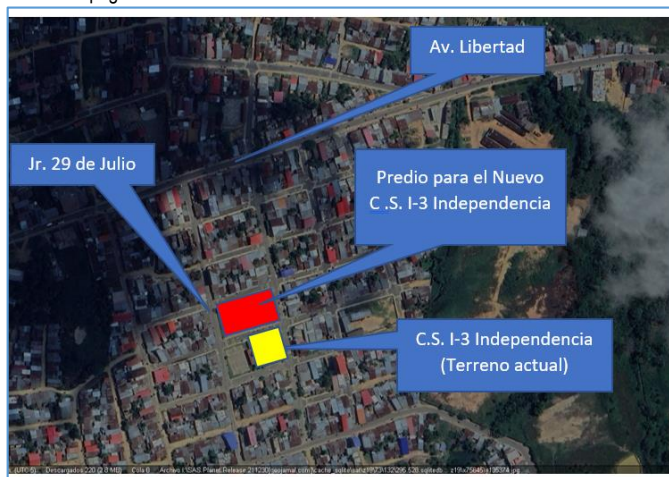 Av. Libertad
Jr. 29 de Julio
Predio para el Nuevo
C .S. I-3 Independencia
C.S. I-3 Independencia
(Terreno actual)